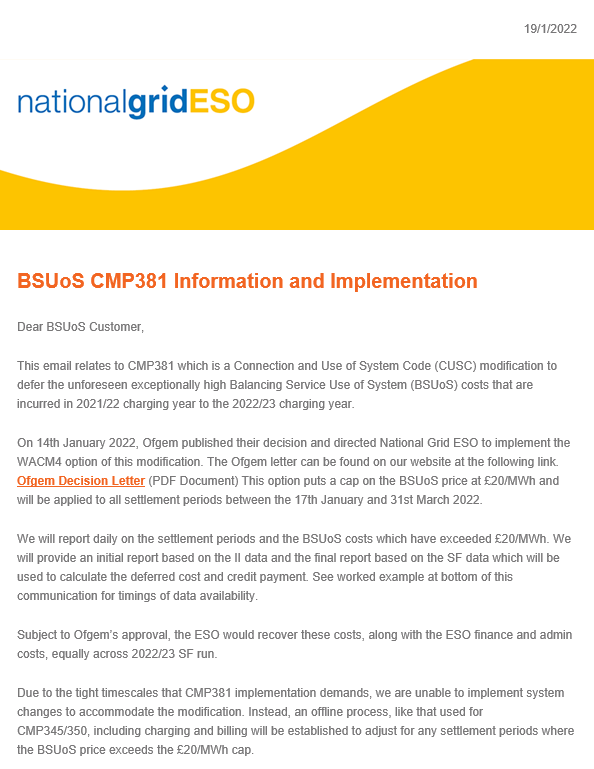 19/1/2022
nationalgridESO
BSUoS CMP381 Information and Implementation
Dear BSUoS Customer,
This email relates to CMP381 which is a Connection and Use of System Code (CUSC) modification to
defer the unforeseen exceptionally high Balancing Service Use of System (BSUoS) costs that are
incurred in 2021/22 charging year to the 2022/23 charging year.
On 14th January 2022, Ofgem published their decision and directed National Grid ESO to implement the
WACM4 option of this modification. The Ofgem letter can be found on our website at the following link.
Ofgem Decision Letter (PDF Document) This option puts a cap on the BSUoS price at £20/MWh and
will be applied to all settlement periods between the 17th January and 31st March 2022.
We will report daily on the settlement periods and the BSUoS costs which have exceeded £20/MWh. We
will provide an initial report based on the II data and the final report based on the SF data which will be
used to calculate the deferred cost and credit payment. See worked example at bottom of this
communication for timings of data availability.
Subject to Ofgem's approval, the ESO would recover these costs, along with the ESO finance and admin
costs, equally across 2022/23 SF run.
Due to the tight timescales that CMP381 implementation demands, we are unable to implement system
changes to accommodate the modification. Instead, an offline process, like that used for
CMP345/350, including charging and billing will be established to adjust for any settlement periods where
the BSUoS price exceeds the £20/MWh cap.